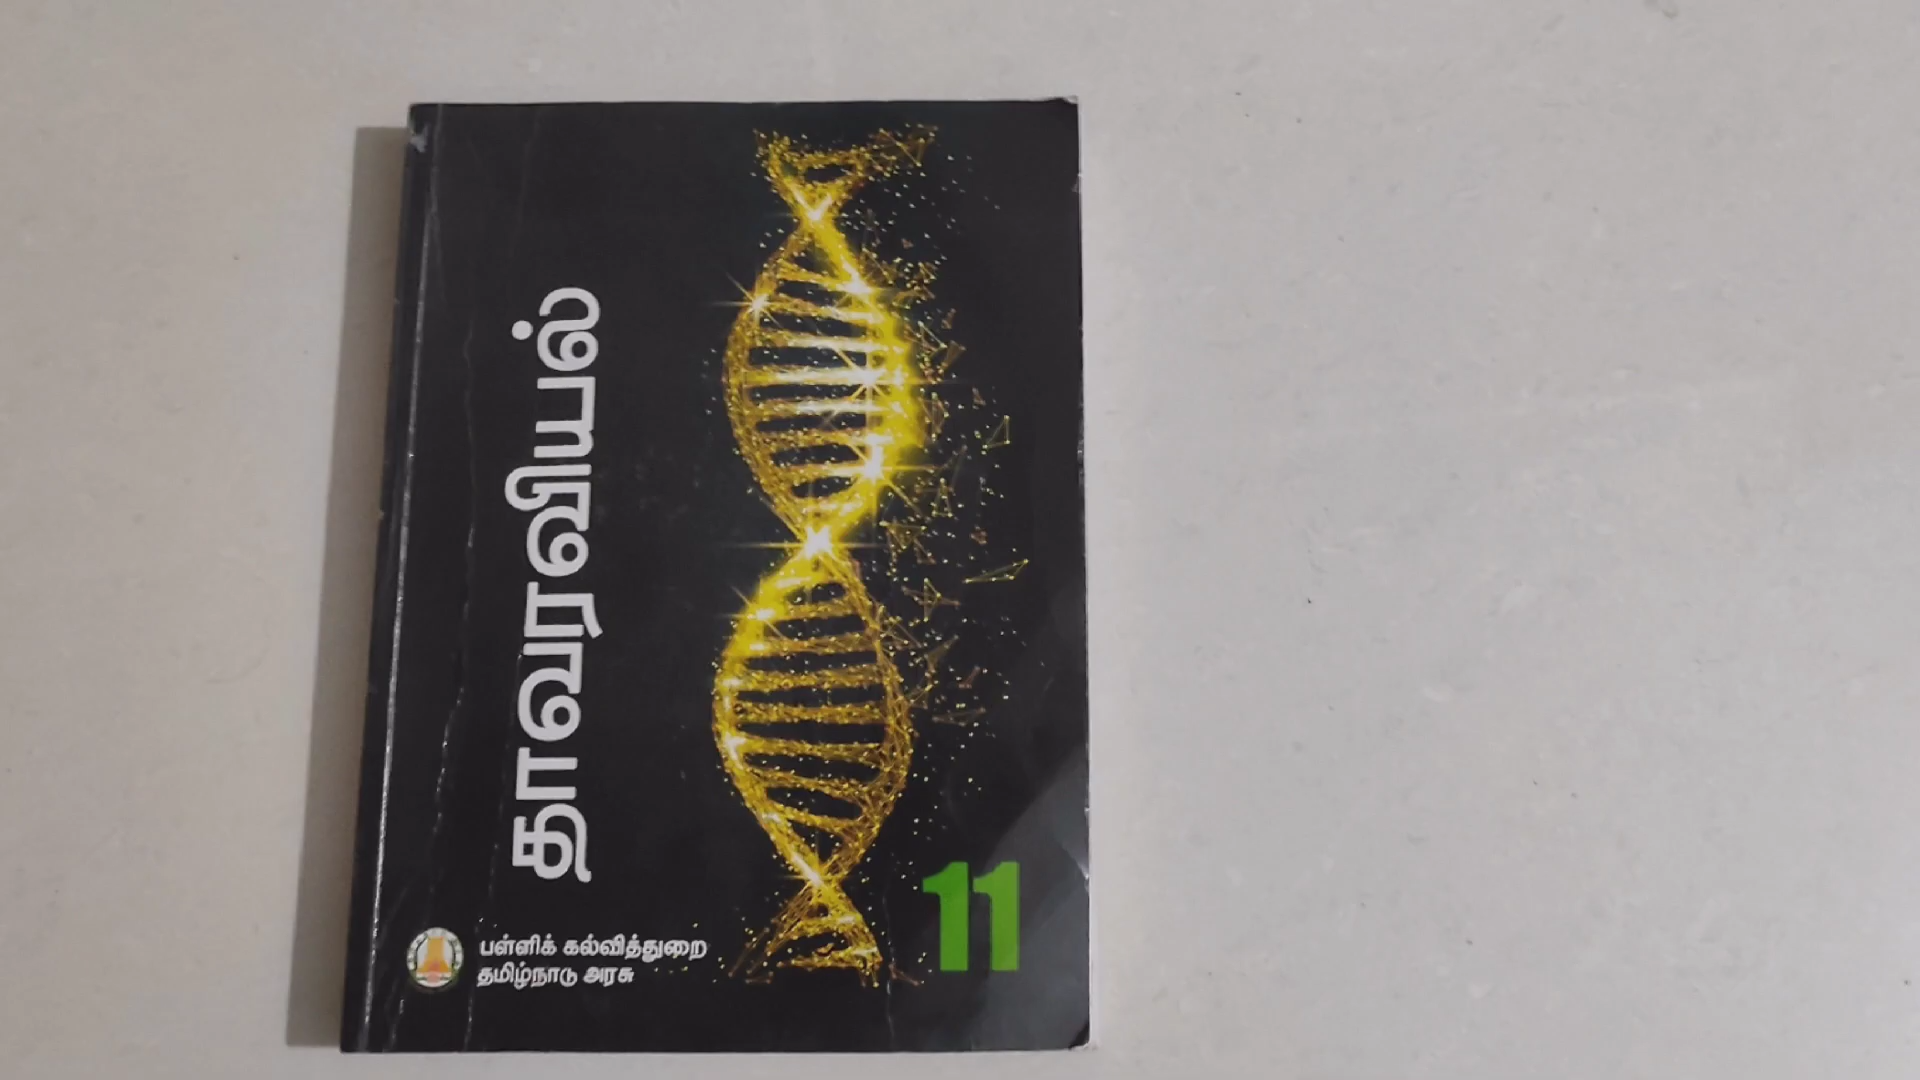 தாவரவியல்
11
பள்ளிக் கல்வித்துறை
தமிழ்நாடு அரசு